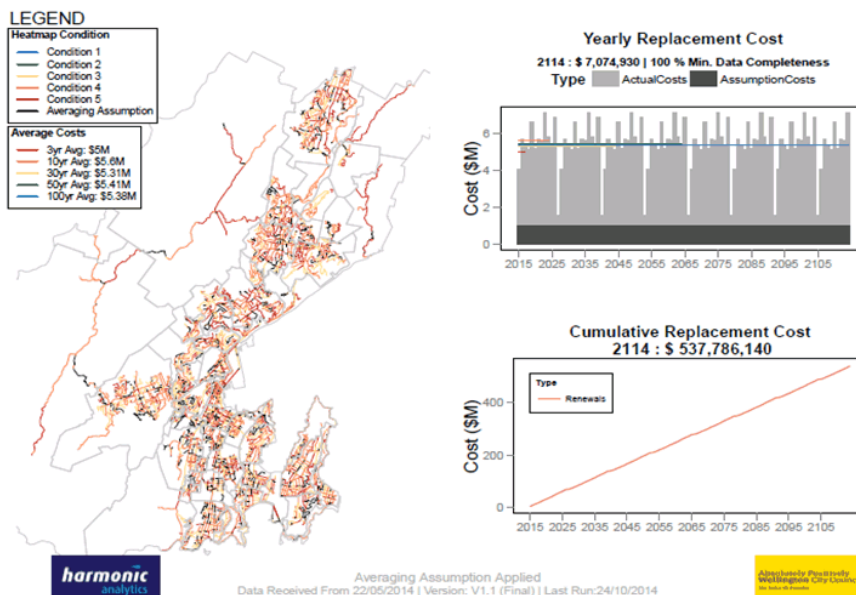 LEGEND
Heatmap Condition
Condition 1
Condition 2
Condition 3
Condition 4
Condition 5
Averaging Assumption
Average Costs
3yr Avg: $5M
10yr Avg: $5.6M
30yr Avg: $5.31M
50yr Avg: $5.41M
100yr Avg: $5.38M
Yearly Replacement Cost
2114 : $ 7,074,930 | 100 % Min. Data Completeness
Type ActualCosts AssumptionCosts
Cost ($M)
6
4
2
0
2015 2025 2035 2045 2055 2065 2075 2085 2095 2105
Cumulative Replacement Cost
2114 : $ 537,786,140
Type
Renewals
Cost ($M)
400
200
0
2015 2025 2035 2045 2055 2065 2075 2085 2095 2105
harmonic
analytics
Averaging Assumption Applied
Data Received From 22/05/2014 | Version: V1.1 (Final) | Last Run:24/10/2014
Absolutely Positively
Wellington City Council